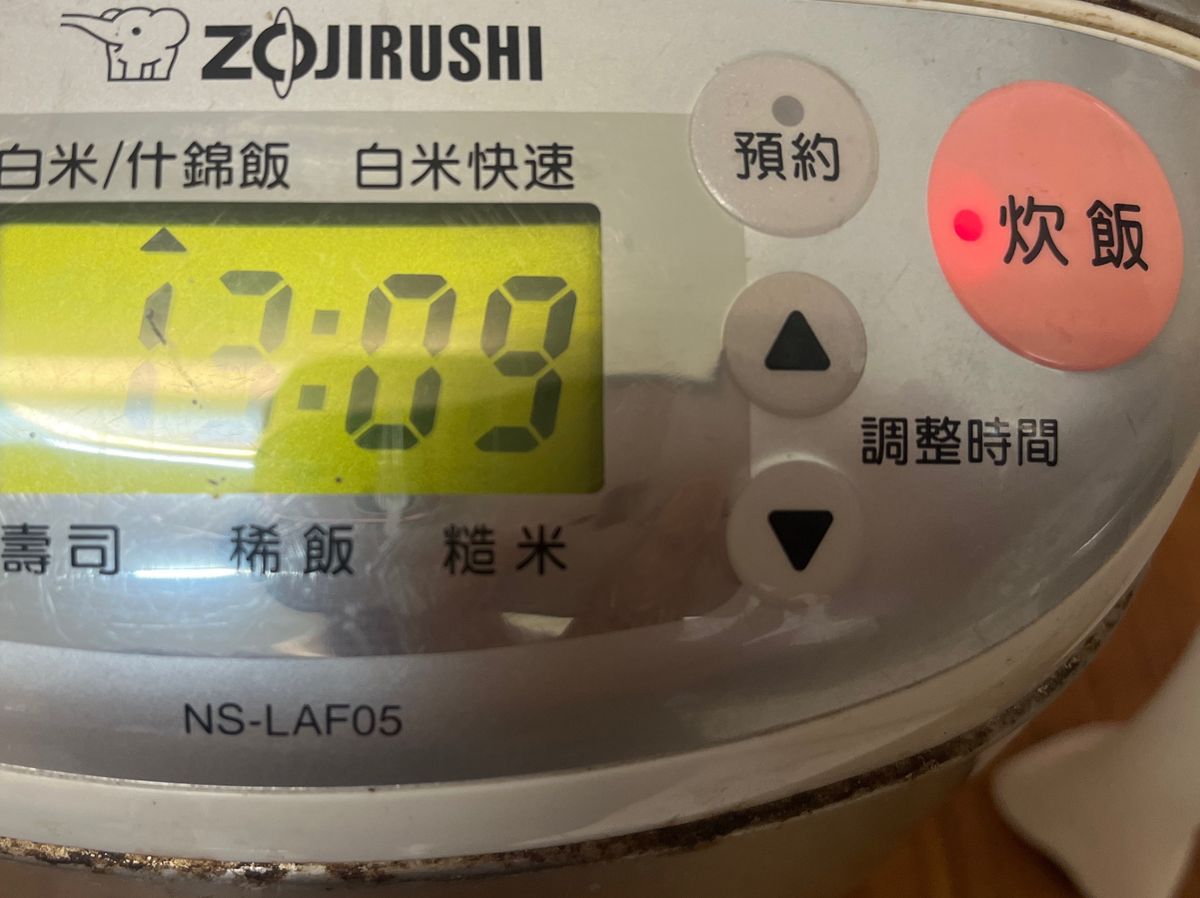 ZOJIRUSHI
白米/什錦飯 白米快速
預約
炊飯
12:09
調整時間
壽司 稀飯 糙米
NS-LAF05